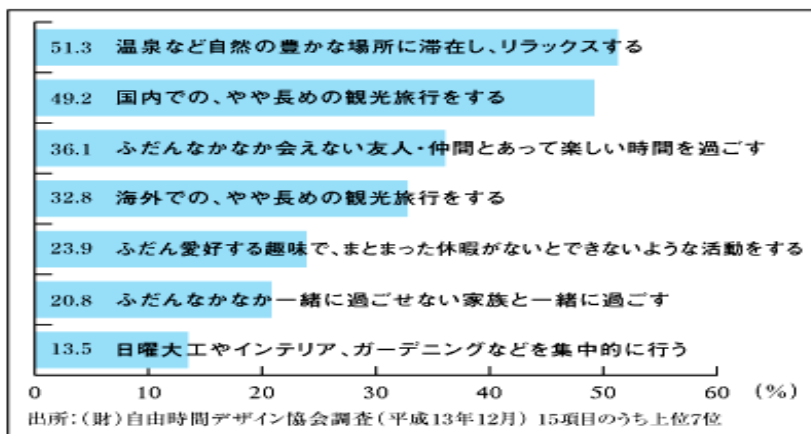 51.3 温泉など自然の豊かな場所に滞在し、リラックスする
49.2 国内での、やや長めの観光旅行をする
36.1 ふだんなかなか会えない友人・仲間とあって楽しい時間を過ごす
32.8 海外での、やや長めの観光旅行をする
23.9 ふだん愛好する趣味で、まとまった休暇がないとできないような活動をする
20.8 ふだんなかなか一緒に過ごせない家族と一緒に過ごす
13.5 日曜大工やインテリア、ガーデニングなどを集中的に行う
0 10 20 30 40 50 60 (%)
出所:(財)自由時間デザイン協会調査(平成13年12月) 15項目のうち上位7位